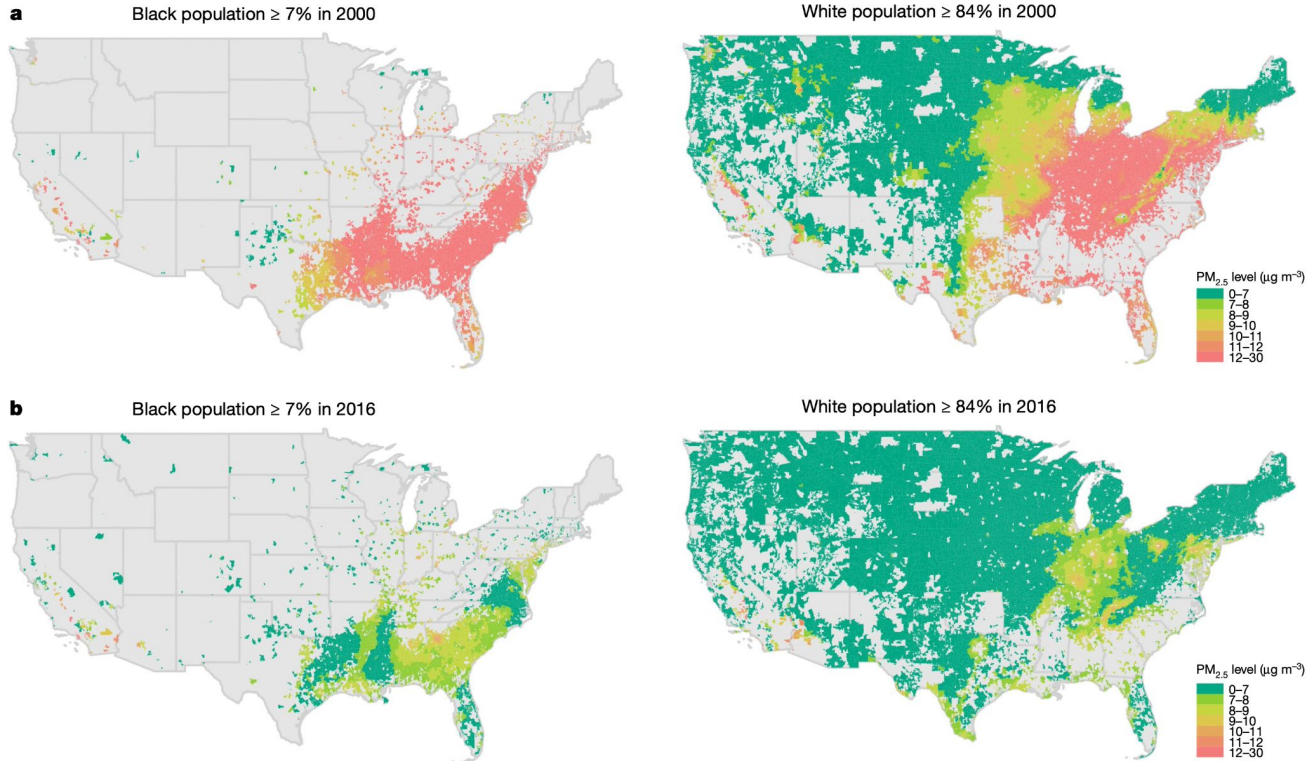 a
Black population ≥ 7% in 2000
White population ≥ 84% in 2000
PM2.5 level (μg m−3)
0–7
7–8
8–9
9–10
10–11
11–12
12–30
b
Black population ≥ 7% in 2016
White population ≥ 84% in 2016
PM2.5 level (μg m−3)
0–7
7–8
8–9
9–10
10–11
11–12
12–30